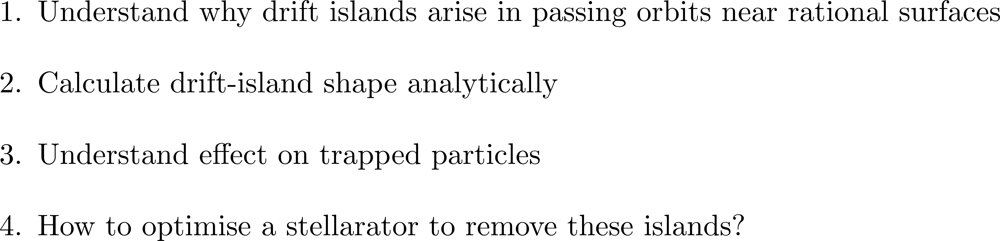 1. Understand why drift islands arise in passing orbits near rational surfaces
2. Calculate drift-island shape analytically
3. Understand effect on trapped particles
4. How to optimise a stellarator to remove these islands?